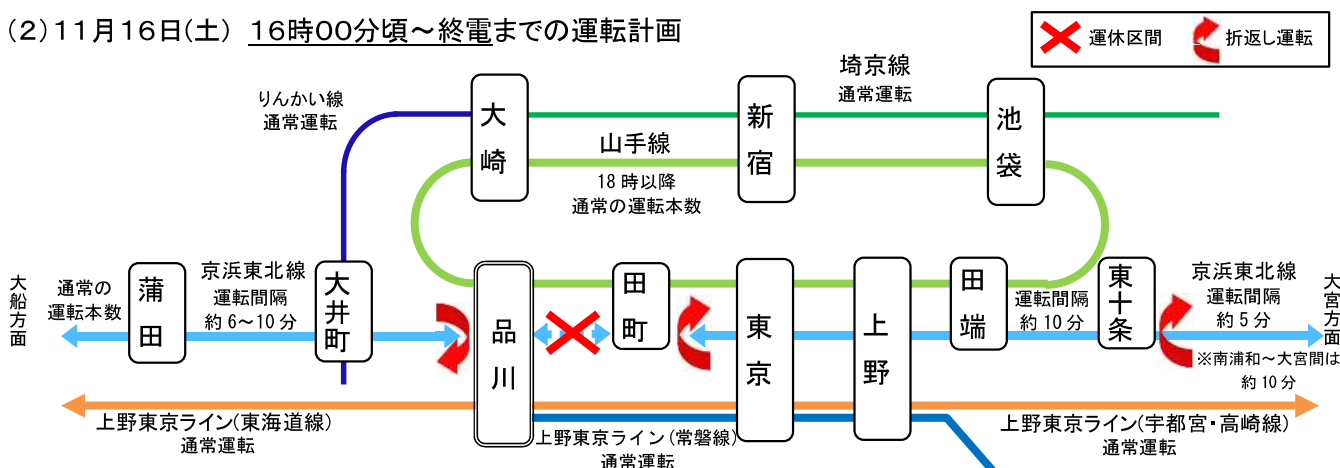 (2)11月16日(土) 16時00分頃～終電までの運転計画
運休区間
折返し運転
りんかい線
通常運転
大崎
新宿
埼京線
通常運転
池袋
山手線
18時以降
通常の運転本数
大船方面
通常の
運転本数
蒲田
京浜東北線
運転間隔
約6～10分
大井町
品川
田町
東京
上野
田端
運転間隔
約10分
東十条
京浜東北線
運転間隔
約5分
※南浦和～大宮間は
約10分
大宮方面
上野東京ライン(東海道線)
通常運転
上野東京ライン(常磐線)
通常運転
上野東京ライン(宇都宮・高崎線)
通常運転